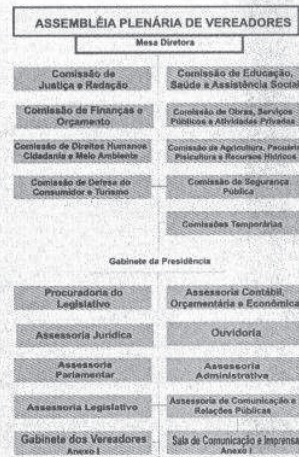 ASSEMBLÉIA PLENÁRIA DE VEREADORES
Mesa Diretora
Comissão de
Justiça e Radação
Comissão de Educação,
Saúde e Assistência Social
Comissão de Finanças e
Orçamento
Comissão de Obras, Serviços
Públicos e Atividades Privadas
Comissão de Direitos Humanos
Cidadania e Meio Ambiente
Comissão de Agricultura, Pacuária
Piscicultura e Recursos Hídricos
Comissão de Defesa do
Consumidor e Turismo
Comissão de Segurança
Pública
Comissões Temporárias
Gabinete da Presidência
Procuradoria do
Legislativo
Assessoria Contábil,
Orçamentária e Econômica
Assessoria Jurídica
Ouvidoria
Assessoria
Parlamentar
Assessoria
Administrativa
Assessoria Legislativo
Assessoria de Comunicação e
Relações Públicas
Gabinete dos Vereadores
Anexo I
Sala de Comunicação e Imprensa
Anexo I